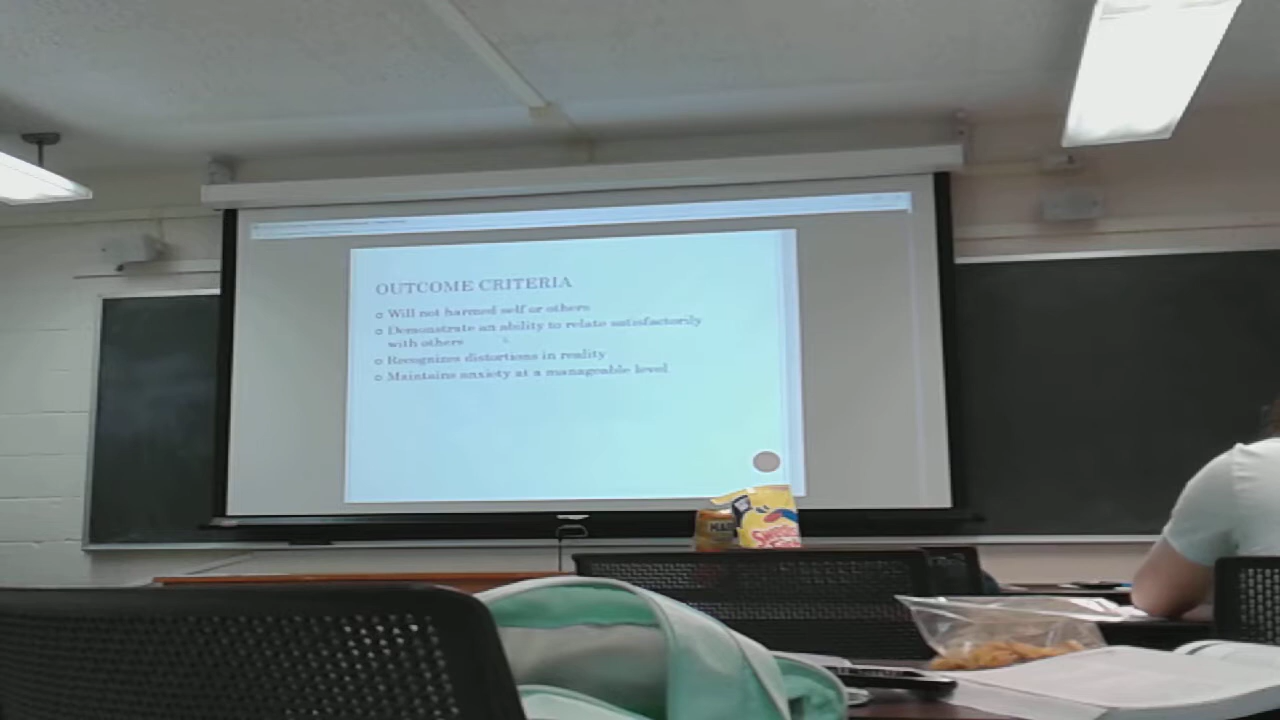 OUTCOME CRITERIA
Will not harmed self or others
Demonstrate an ability to relate satisfactorily
with others
Recognizes distortions in reality
Maintains anxiety at a manageable level